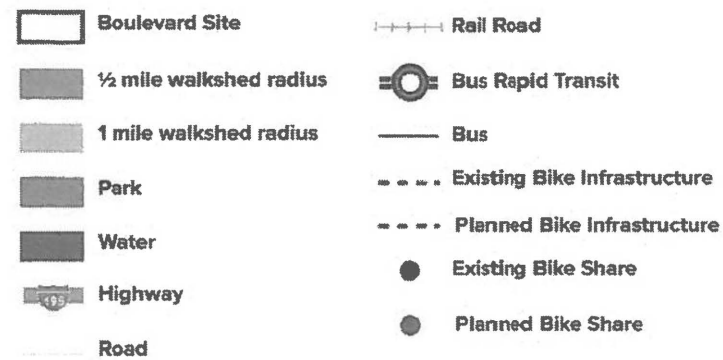 Boulevard Site
½ mile walkshed radius
1 mile walkshed radius
Park
Water
195
Highway
Road
Rail Road
Bus Rapid Transit
Bus
Existing Bike Infrastructure
Planned Bike Infrastructure
Existing Bike Share
Planned Bike Share